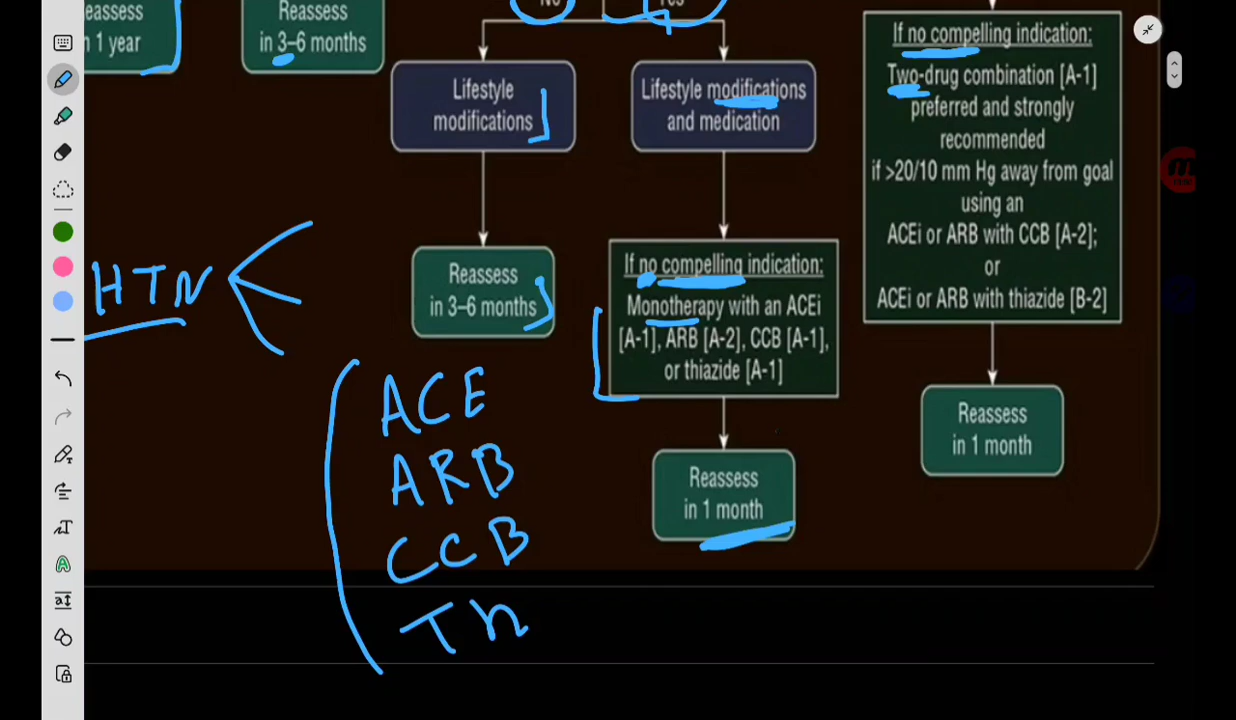 No
Yes
eassess
n 1 year
Reassess
in 3–6 months
Lifestyle
modifications
Lifestyle modifications
and medication
If no compelling indication:
Two-drug combination [A-1]
preferred and strongly
recommended
if >20/10 mm Hg away from goal
using an
ACEi or ARB with CCB [A-2];
or
ACEi or ARB with thiazide [B-2]
Reassess
in 3–6 months
If no compelling indication:
Monotherapy with an ACEi
[A-1], ARB [A-2], CCB [A-1],
or thiazide [A-1]
Reassess
in 1 month
Reassess
in 1 month
HTN
ACE
ARB
CCB
Th